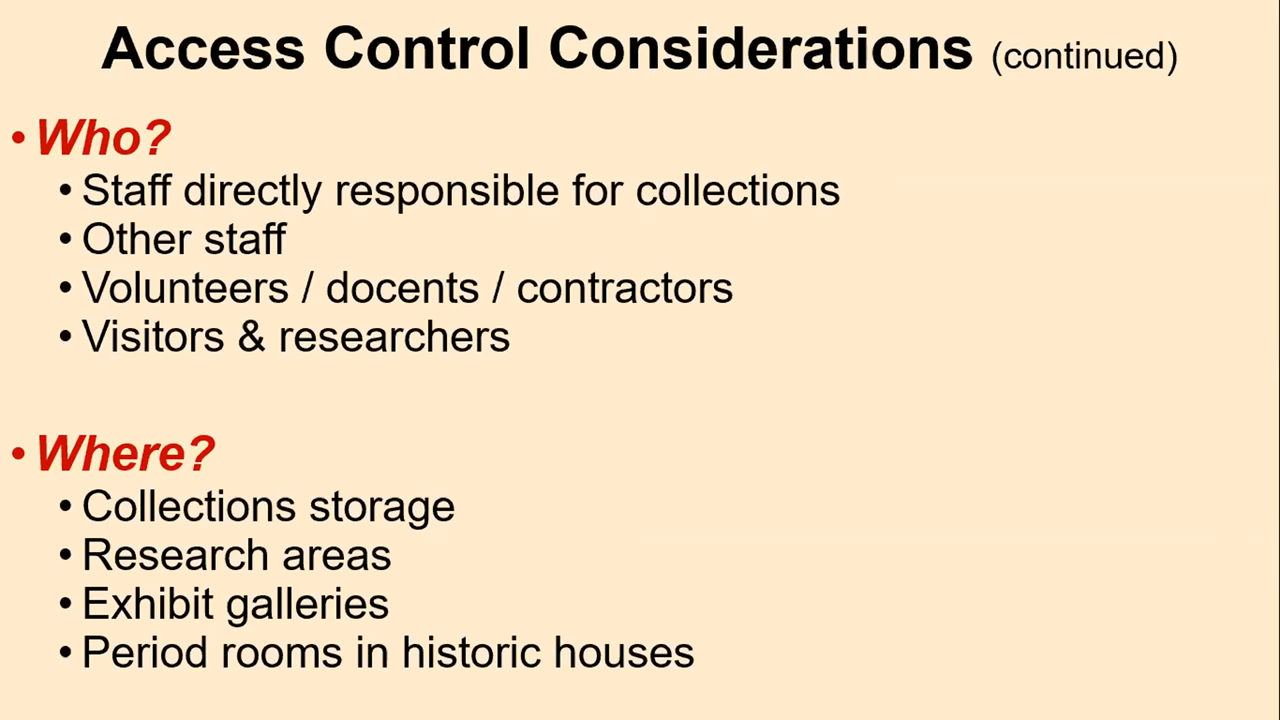 Access Control Considerations (continued)
• Who?
• Staff directly responsible for collections
• Other staff
• Volunteers / docents / contractors
• Visitors & researchers
• Where?
• Collections storage
• Research areas
• Exhibit galleries
• Period rooms in historic houses